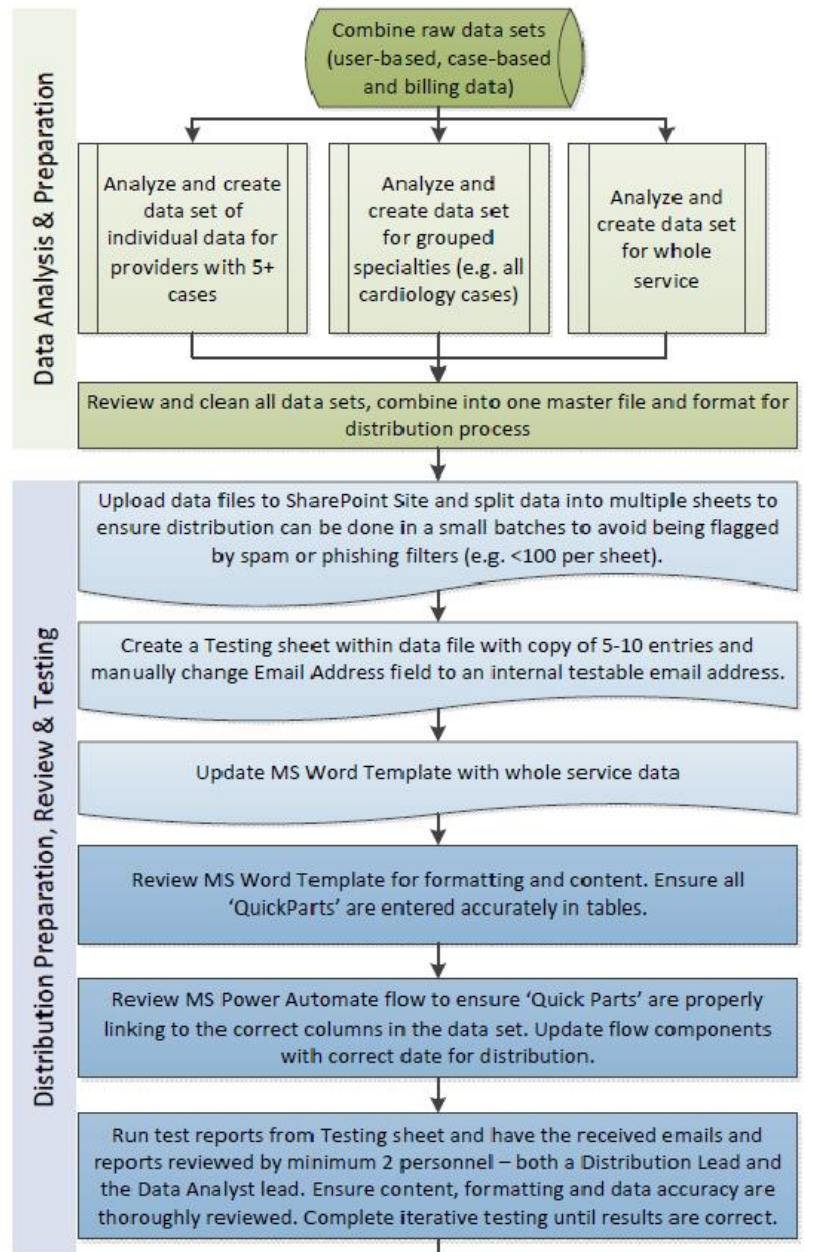 Data Analysis & Preparation
Combine raw data sets
(user-based, case-based
and billing data)
Analyze and create
data set of
individual data for
providers with 5+
cases
Analyze and
create data set
for grouped
specialties (e.g. all
cardiology cases)
Analyze and
create data set
for whole
service
Review and clean all data sets, combine into one master file and format for
distribution process
Distribution Preparation, Review & Testing
Upload data files to SharePoint Site and split data into multiple sheets to
ensure distribution can be done in a small batches to avoid being flagged
by spam or phishing filters (e.g. <100 per sheet).
Create a Testing sheet within data file with copy of 5-10 entries and
manually change Email Address field to an internal testable email address.
Update MS Word Template with whole service data
Review MS Word Template for formatting and content. Ensure all
‘QuickParts’ are entered accurately in tables.
Review MS Power Automate flow to ensure ‘Quick Parts’ are properly
linking to the correct columns in the data set. Update flow components
with correct date for distribution.
Run test reports from Testing sheet and have the received emails and
reports reviewed by minimum 2 personnel – both a Distribution Lead and
the Data Analyst lead. Ensure content, formatting and data accuracy are
thoroughly reviewed. Complete iterative testing until results are correct.